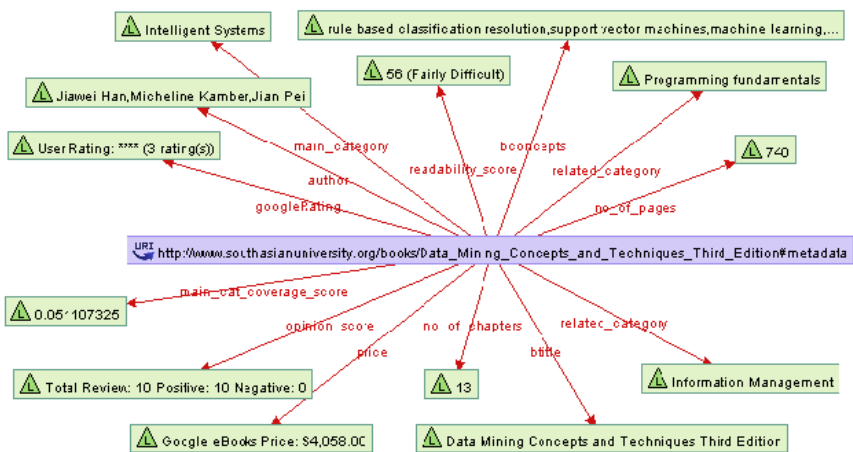 Intelligent Systems
rule based classification resolution,support vector machines,machine learning,...
56 (Fairly Difficult)
Programming fundamentals
Jiawei Han,Micheline Kamber,Jian Pei
User Rating: **** (3 rating(s))
740
main_category
bconcepts
readability_score
related_category
author
googleRating
no_of_pages
URI
http://www.southasianuniversity.org/books/Data_Mining_Concepts_and_Techniques_Third_Edition#metadata
main_cat_coverage_score
0.051107325
opinion_score
no_of_chapters
related_category
price
btitle
Total Review: 10 Positive: 10 Negative: 0
13
Information Management
Google eBooks Price: $4,058.00
Data Mining Concepts and Techniques Third Edition